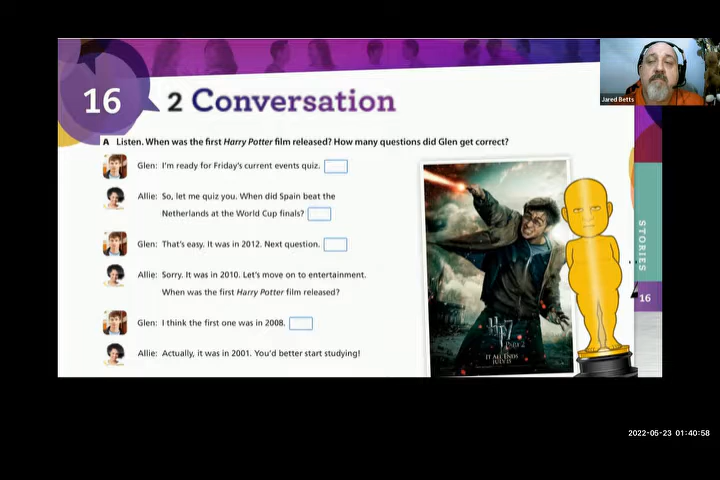 Jared Betts
16
2 Conversation
A Listen. When was the first Harry Potter film released? How many questions did Glen get correct?
Glen: I'm ready for Friday's current events quiz.
Allie: So, let me quiz you. When did Spain beat the
Netherlands at the World Cup finals?
Glen: That's easy. It was in 2012. Next question.
Allie: Sorry. It was in 2010. Let's move on to entertainment.
When was the first Harry Potter film released?
Glen: I think the first one was in 2008.
Allie: Actually, it was in 2001. You'd better start studying!
IT ALL ENDS
JULY 15
STORIES
16
2022-05-23 01:40:58